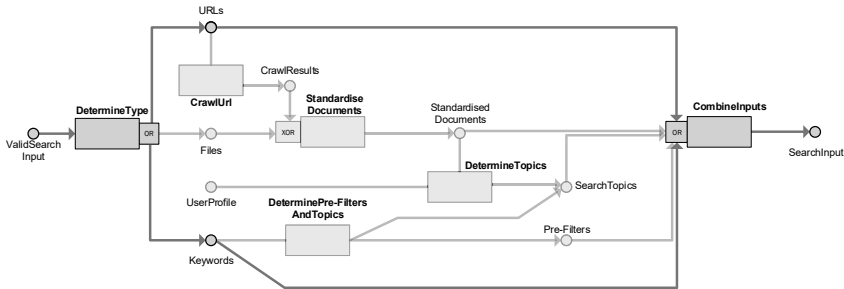 URLs
CrawlResults
CrawlUrl
Standardise
Documents
DetermineType
Standardised
Documents
CombineInputs
OR
XOR
OR
ValidSearch
Input
Files
SearchInput
DetermineTopics
UserProfile
SearchTopics
DeterminePre-Filters
AndTopics
Pre-Filters
Keywords